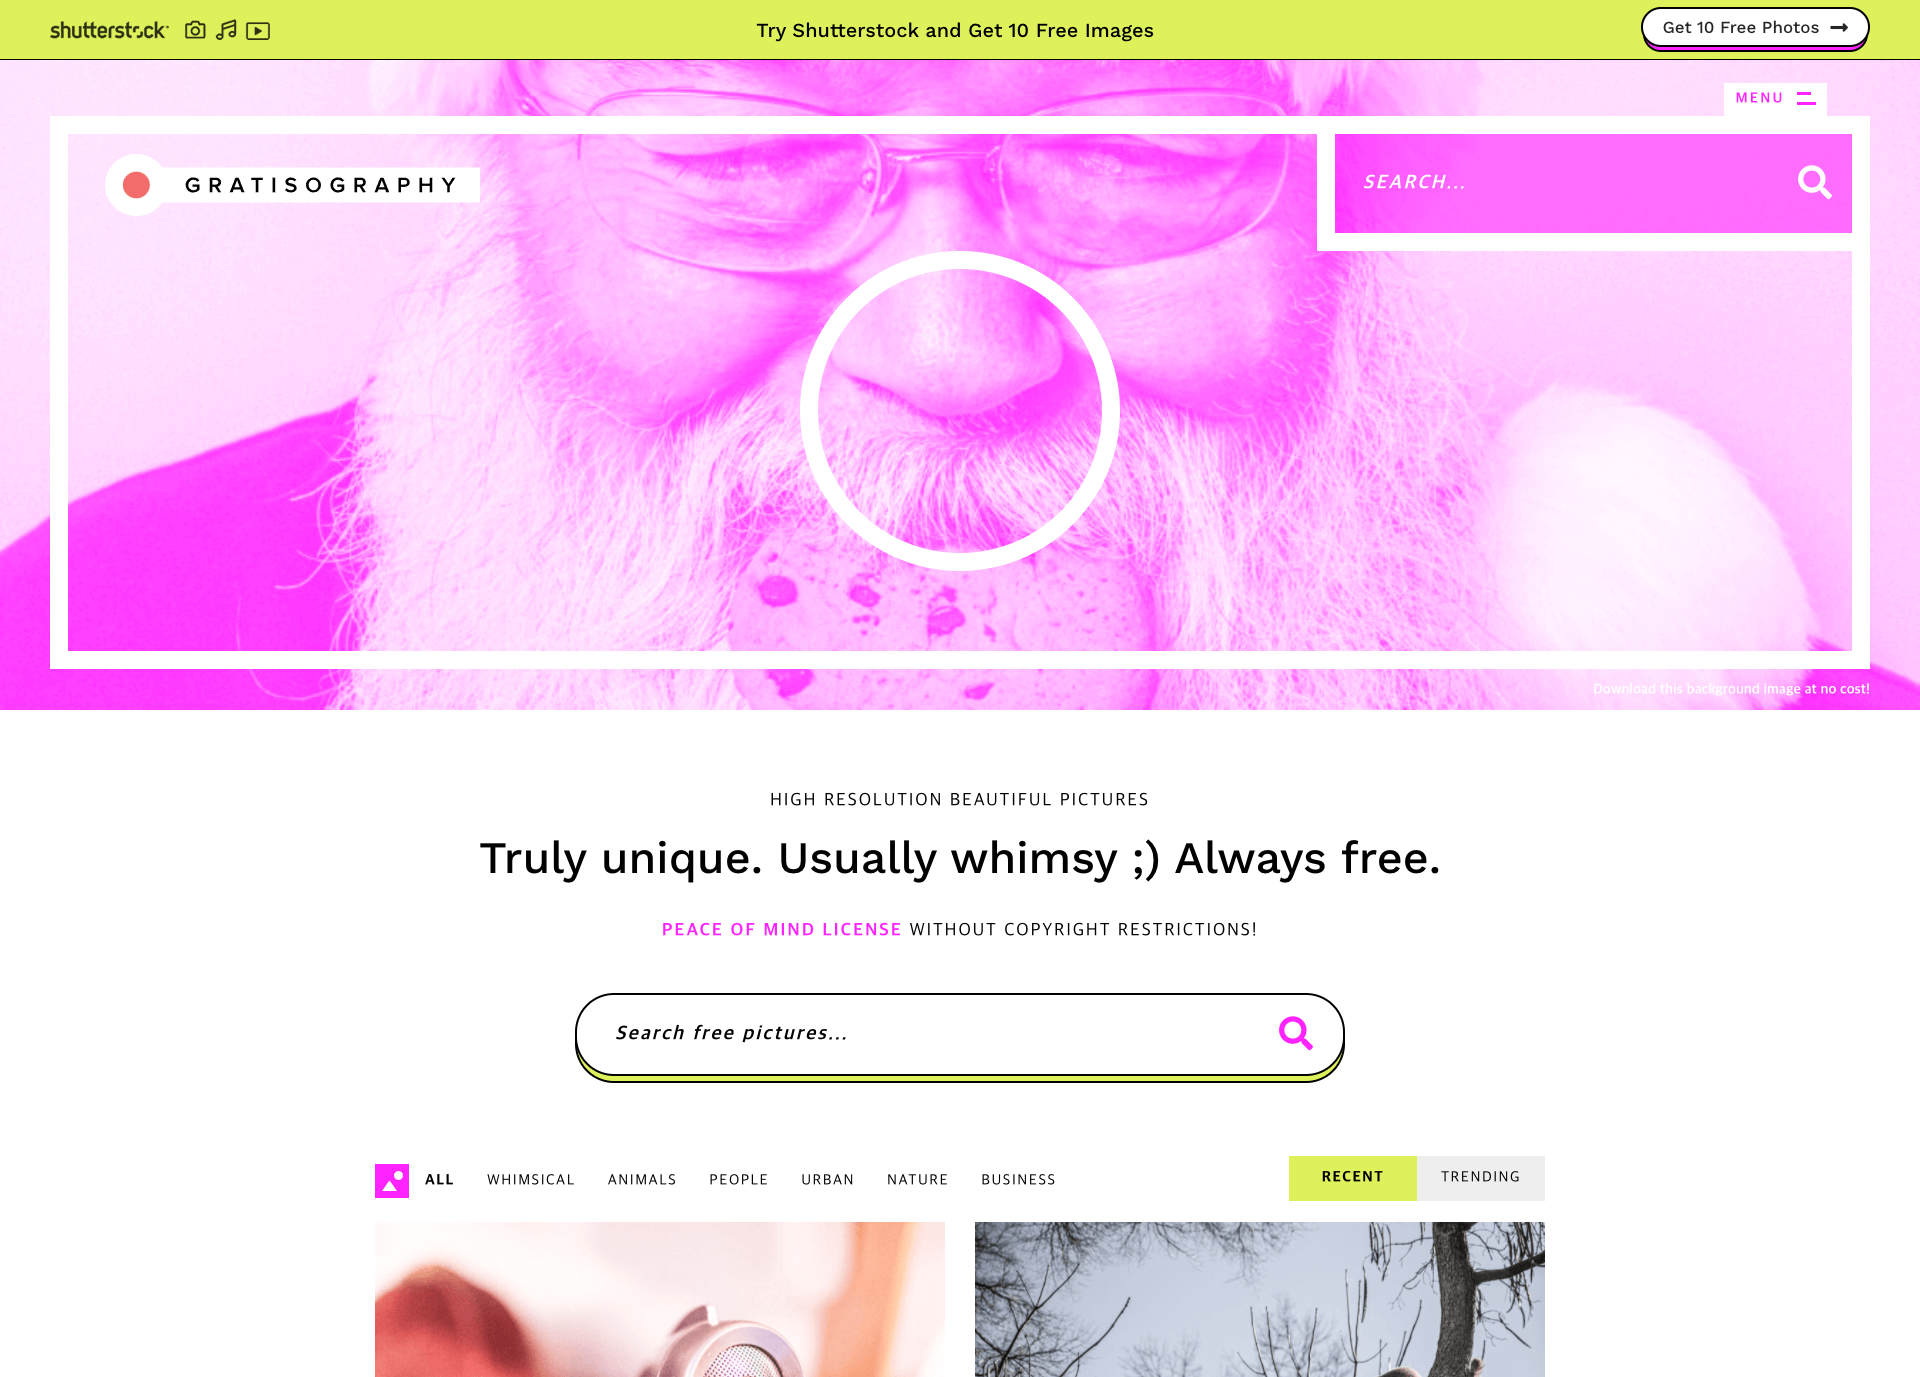 shutterstock
Try Shutterstock and Get 10 Free Images
Get 10 Free Photos
MENU
GRATISOGRAPHY
SEARCH...
Download this background image at no cost!
HIGH RESOLUTION BEAUTIFUL PICTURES
Truly unique. Usually whimsy ;) Always free.
PEACE OF MIND LICENSE WITHOUT COPYRIGHT RESTRICTIONS!
Search free pictures...
ALL WHIMSICAL ANIMALS PEOPLE URBAN NATURE BUSINESS RECENT TRENDING